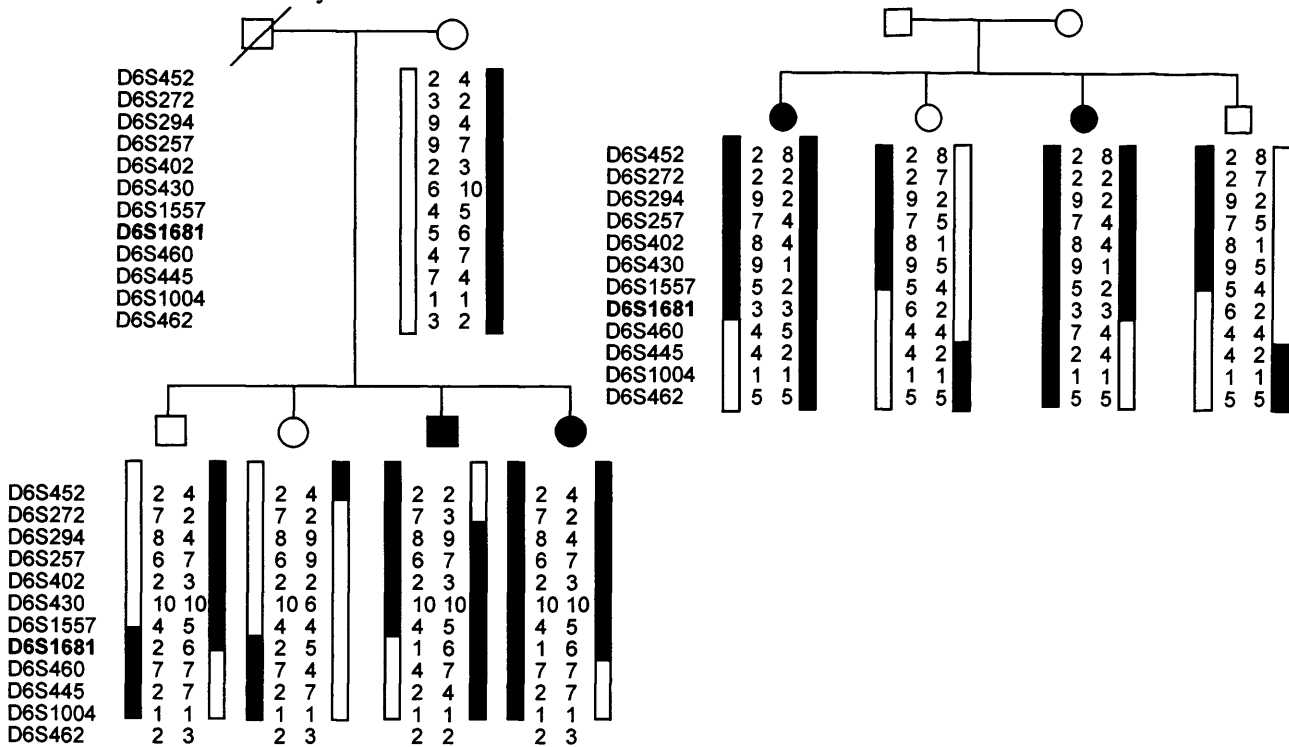 D6S452 2 4
D6S272 3 2
D6S294 9 4
D6S257 9 7
D6S402 2 3
D6S430 6 10
D6S1557 4 5
D6S1681 5 6
D6S460 4 7
D6S445 7 4
D6S1004 1 1
D6S462 3 2
D6S452 2 8 2 8 2 8 2 8
D6S272 2 2 2 7 2 2 2 7
D6S294 9 2 9 2 9 2 9 2
D6S257 7 4 7 5 7 4 7 5
D6S402 8 4 8 1 8 4 8 1
D6S430 9 1 9 5 9 1 9 5
D6S1557 5 2 5 4 5 2 5 4
D6S1681 3 3 6 2 3 3 6 2
D6S460 4 5 4 4 7 4 4 4
D6S445 4 2 4 2 2 4 4 2
D6S1004 1 1 1 1 1 1 1 1
D6S462 5 5 5 5 5 5 5 5
D6S452 2 4 2 4 2 2 2 4
D6S272 7 2 7 2 7 3 7 2
D6S294 8 4 8 9 8 9 8 4
D6S257 6 7 6 9 6 7 6 7
D6S402 2 3 2 2 2 3 2 3
D6S430 10 10 10 6 10 10 10 10
D6S1557 4 5 4 4 4 5 4 5
D6S1681 2 6 2 5 1 6 1 6
D6S460 7 7 7 4 4 7 7 7
D6S445 2 7 2 7 2 4 2 7
D6S1004 1 1 1 1 1 1 1 1
D6S462 2 3 2 3 2 2 2 3